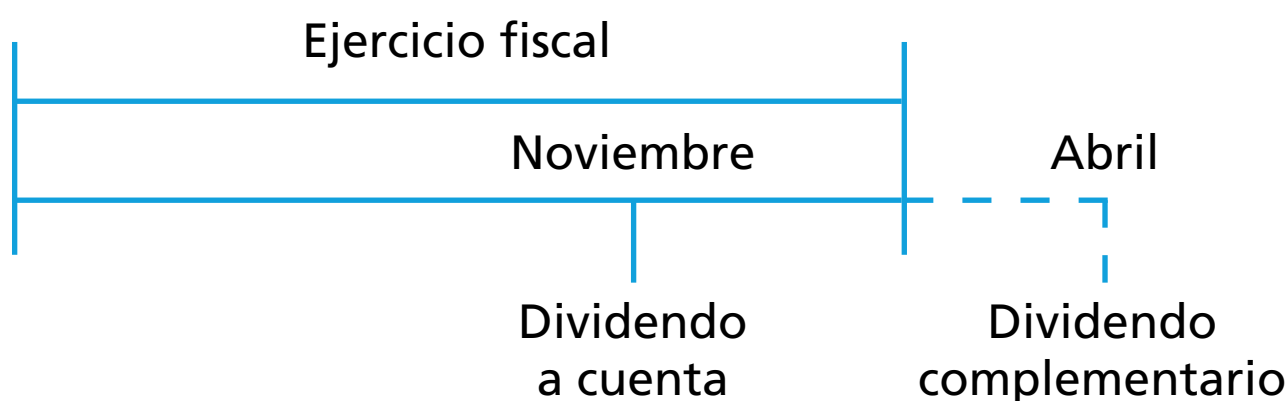 Ejercicio fiscal
Noviembre
Abril
Dividendo
a cuenta
Dividendo
complementario